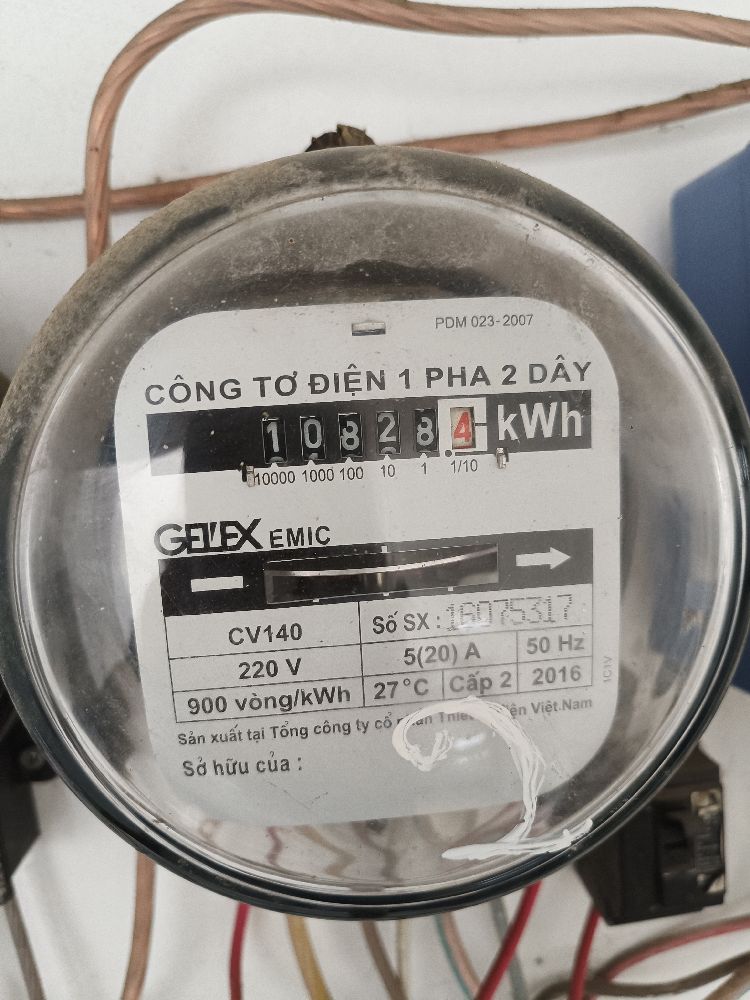 PDM 023-2007
CÔNG TƠ ĐIỆN 1 PHA 2 DÂY
1 0 8 2 8 4 kWh
10000 1000 100 10 1 1/10
GELEX EMIC
CV140
Số SX : 16075317
220 V
5(20) A
50 Hz
900 vòng/kWh
27°C
Cấp 2
2016
Sản xuất tại Tổng công ty cổ Việt Nam
Sở hữu của :
2